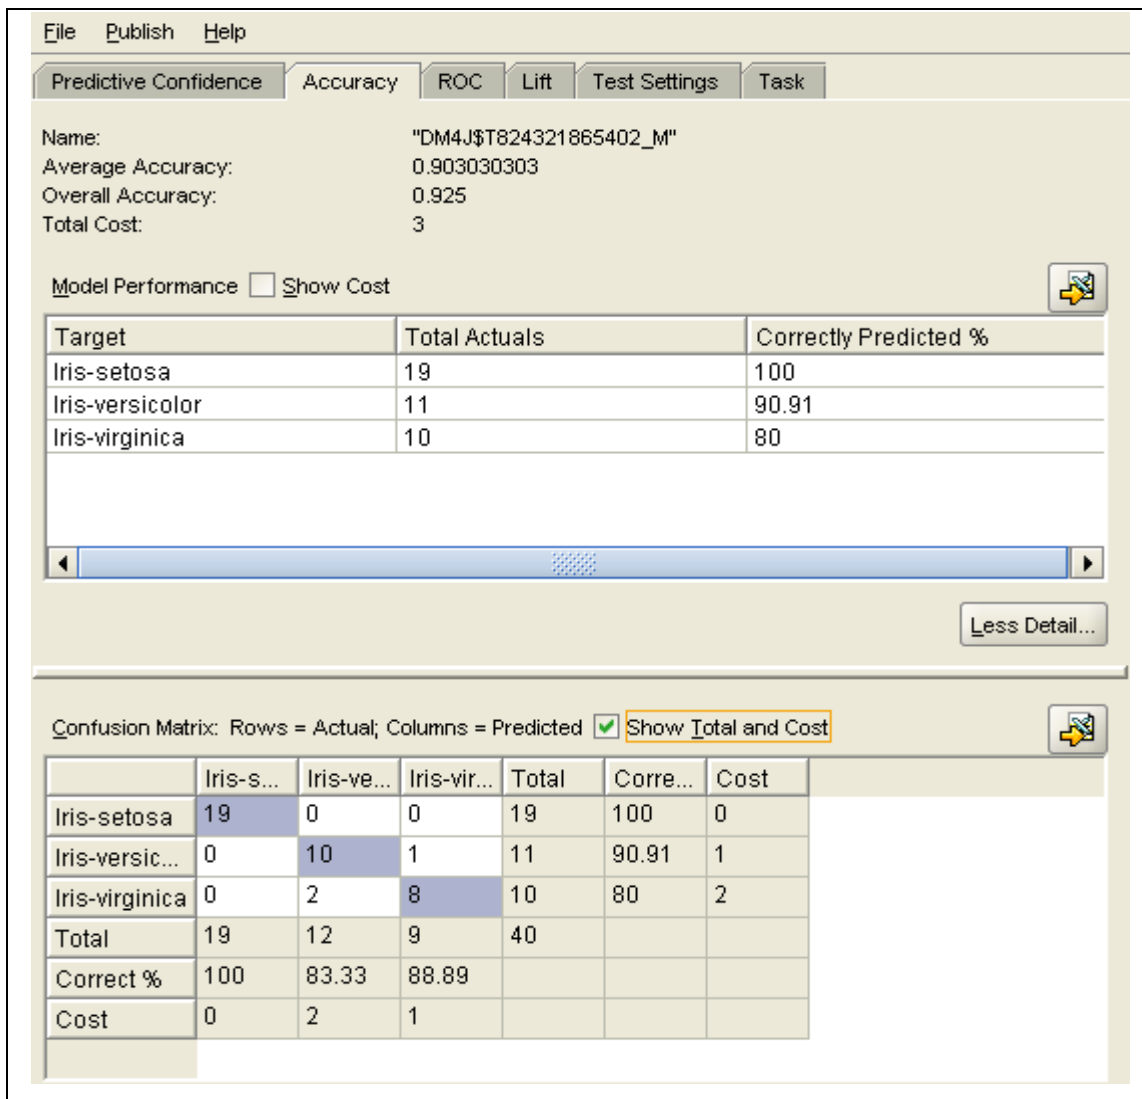 File Publish Help
Predictive Confidence Accuracy ROC Lift Test Settings Task
Name: "DM4J$T824321865402_M"
Average Accuracy: 0.903030303
Overall Accuracy: 0.925
Total Cost: 3
Model Performance Show Cost
Target Total Actuals Correctly Predicted %
Iris-setosa 19 100
Iris-versicolor 11 90.91
Iris-virginica 10 80
Less Detail...
Confusion Matrix: Rows = Actual; Columns = Predicted Show Total and Cost
Iris-s... Iris-ve... Iris-vir... Total Corre... Cost
Iris-setosa 19 0 0 19 100 0
Iris-versic... 0 10 1 11 90.91 1
Iris-virginica 0 2 8 10 80 2
Total 19 12 9 40
Correct % 100 83.33 88.89
Cost 0 2 1